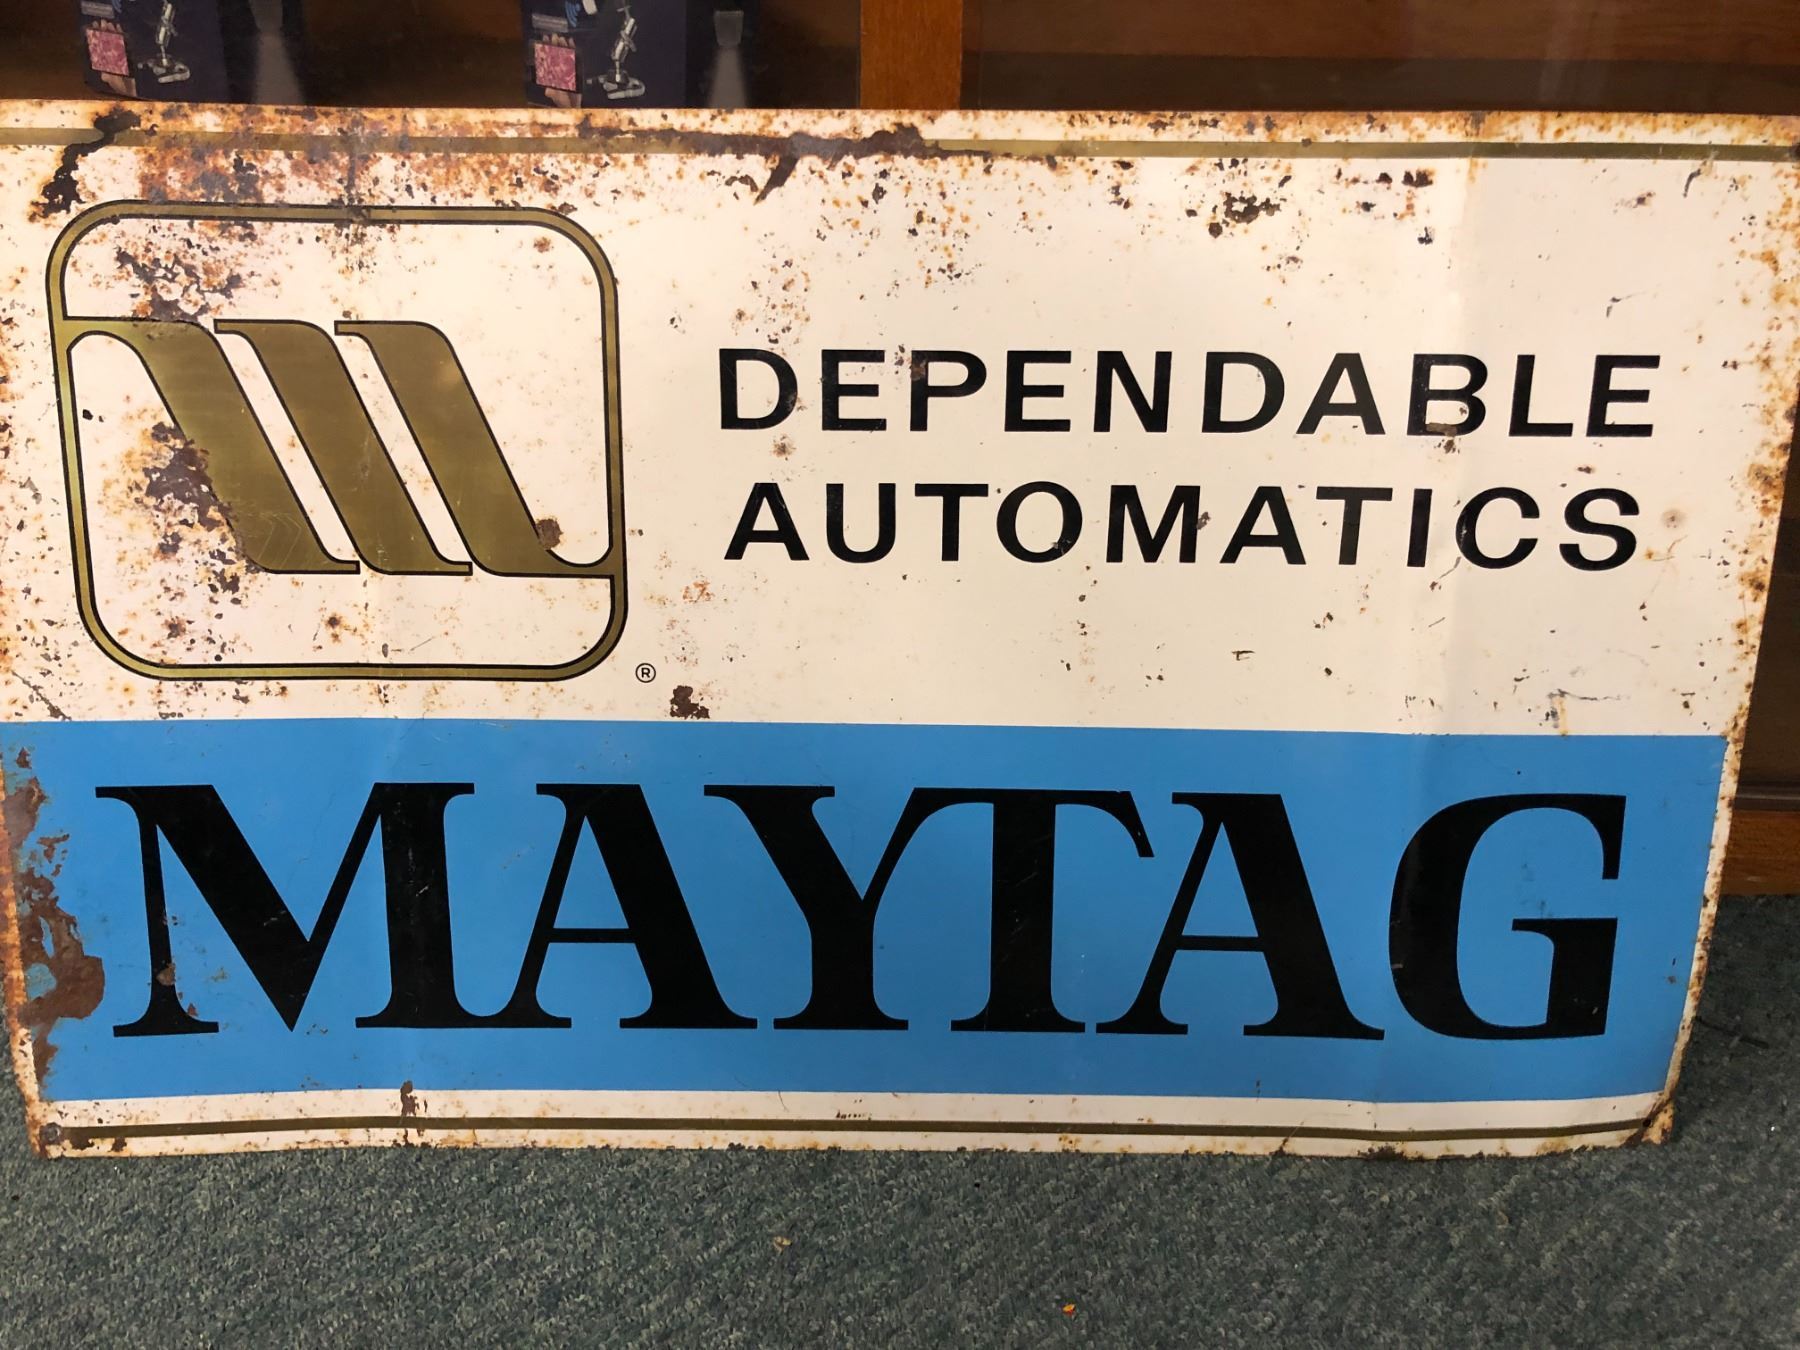 DEPENDABLE
AUTOMATICS
®
MAYTAG